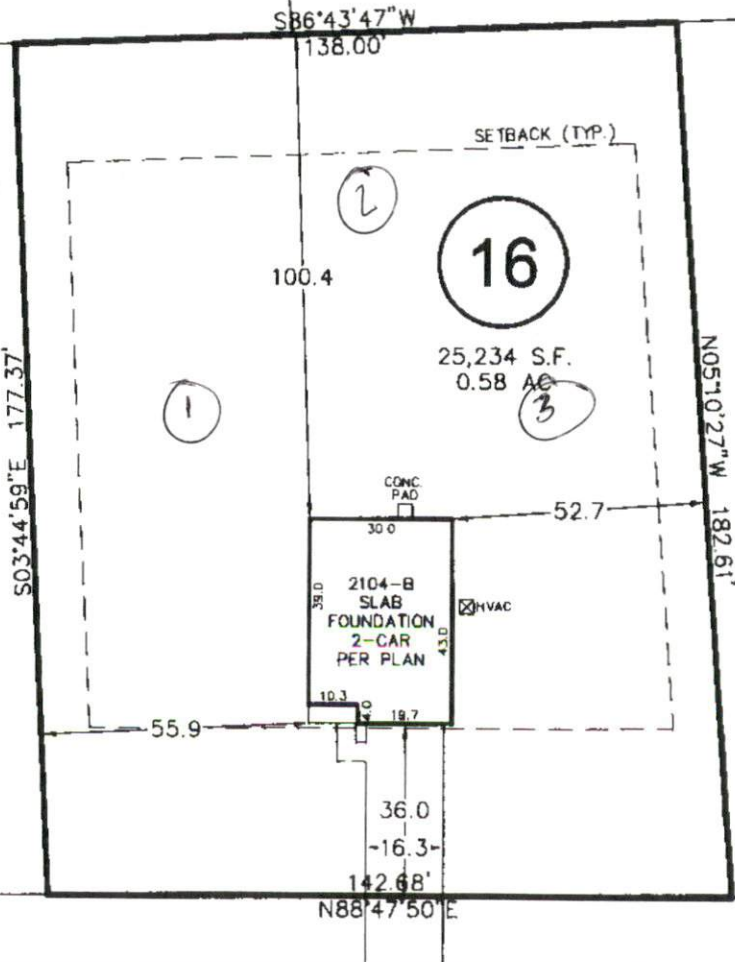 S86°43'47"W
138.00'
SETBACK (TYP.)
2
16
100.4
25,234 S.F.
0.58 AC
1
3
S03°44'59"E 177.37'
N05°10'27"W 182.61'
CONC.
PAD
52.7
30.0
39.0
2104-B
SLAB
FOUNDATION
2-CAR
PER PLAN
HVAC
43.0
10.3
4.0
19.7
55.9
36.0
16.3
142.68'
N88°47'50"E